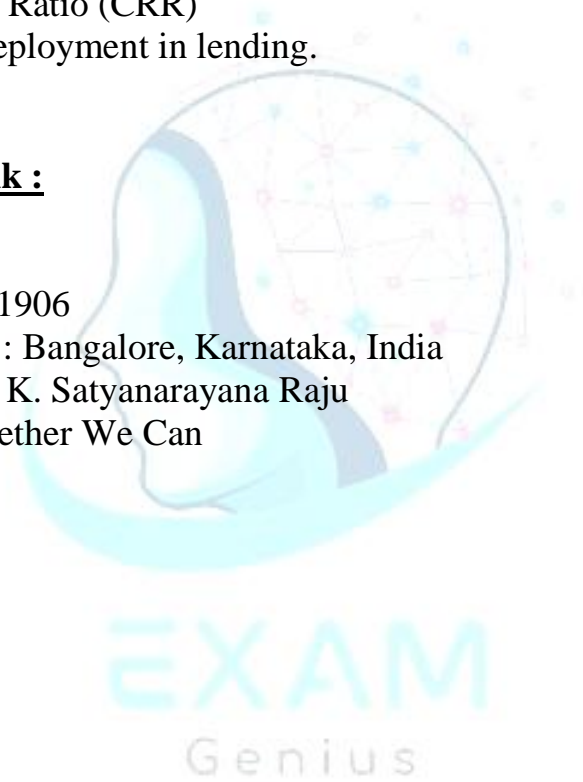 Ratio (CRR)
eployment in lending.
k :
1906
: Bangalore, Karnataka, India
K. Satyanarayana Raju
ether We Can
EXAM
Genius